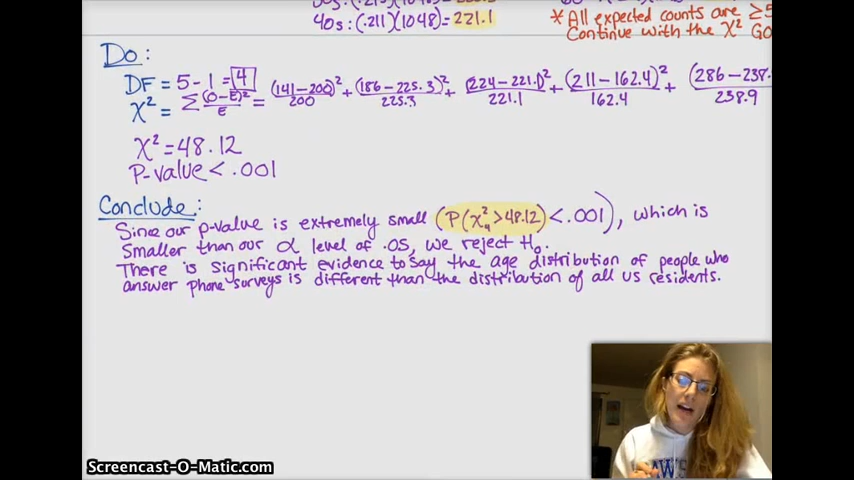 40s: (.211)(1048) = 221.1
* All expected counts are ≥5
Continue with the χ² GO
Do:
DF = 5 - 1 = 4
χ² = Σ (O-E)²/E = (141-200)²/200 + (186-225.3)²/225.3 + (224-221.1)²/221.1 + (211-162.4)²/162.4 + (286-238.9
χ² = 48.12
P-value < .001
Conclude:
Since our p-value is extremely small (P(χ²₄ > 48.12) < .001), which is
smaller than our α level of .05, we reject H₀.
There is significant evidence to say the age distribution of people who
answer phone surveys is different than the distribution of all US residents.
Screencast-O-Matic.com